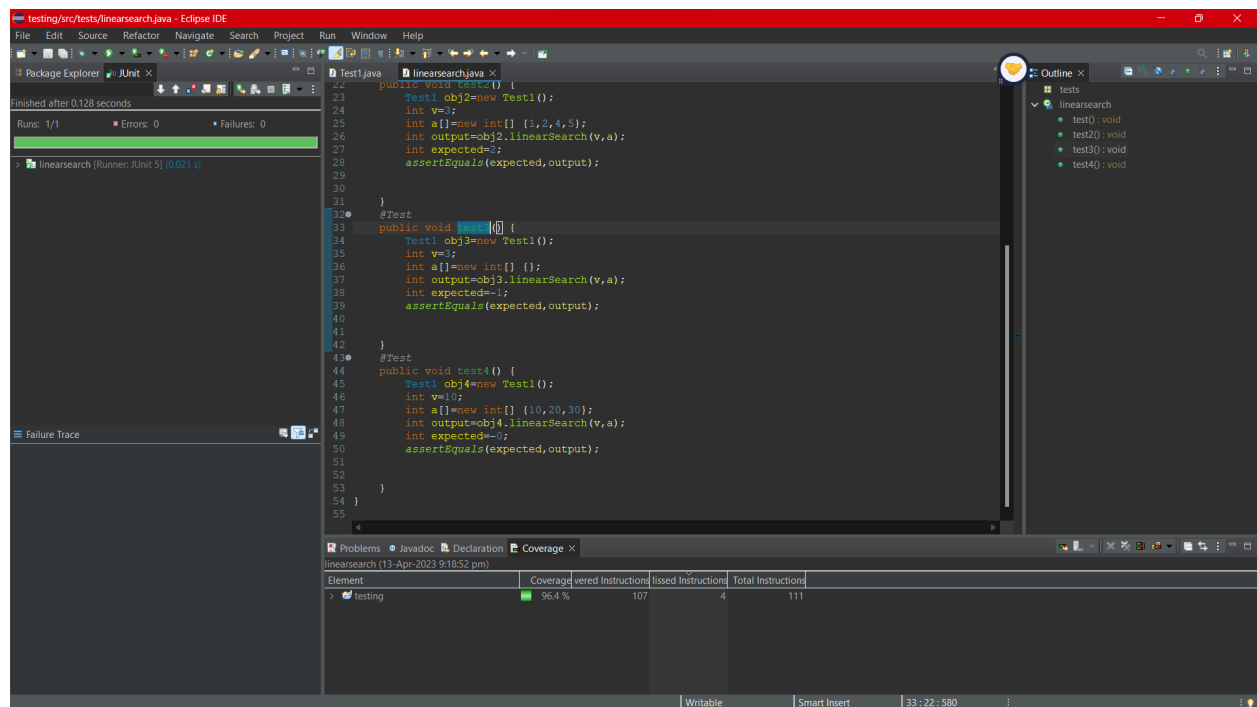 testing/src/tests/linearsearch.java - Eclipse IDE
File Edit Source Refactor Navigate Search Project Run Window Help
Package Explorer JUnit
Finished after 0.128 seconds
Runs: 1/1 Errors: 0 Failures: 0
linearsearch [Runner: JUnit 5] (0.021 s)
Failure Trace
Test1.java linearsearch.java
22 public void test2() {
23 Test1 obj2=new Test1();
24 int v=3;
25 int a[]=new int[] {1,2,4,5};
26 int output=obj2.linearSearch(v,a);
27 int expected=2;
28 assertEquals(expected,output);
29
30
31 }
32 @Test
33 public void test3() {
34 Test1 obj3=new Test1();
35 int v=3;
36 int a[]=new int[] {};
37 int output=obj3.linearSearch(v,a);
38 int expected=-1;
39 assertEquals(expected,output);
40
41
42 }
43 @Test
44 public void test4() {
45 Test1 obj4=new Test1();
46 int v=10;
47 int a[]=new int[] {10,20,30};
48 int output=obj4.linearSearch(v,a);
49 int expected=-0;
50 assertEquals(expected,output);
51
52
53 }
54 }
55
Outline
tests
linearsearch
test() : void
test2() : void
test3() : void
test4() : void
Problems Javadoc Declaration Coverage
linearsearch (13-Apr-2023 9:18:52 pm)
Element Coverage vered Instructions lissed Instructions Total Instructions
testing 96.4 % 107 4 111
Writable Smart Insert 33 : 22 : 580